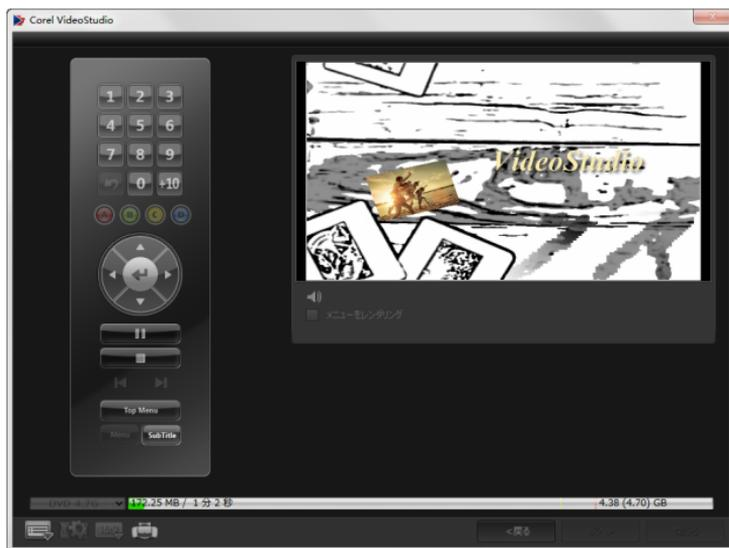 Corel VideoStudio
1 2 3
4 5 6
7 8 9
0 +10
A B C D
VideoStudio
メニューをレンダリング
Top Menu
Menu SubTitle
DVD 4.7G 172.25 MB / 1 分 2 秒 4.38 (4.70) GB
<戻る